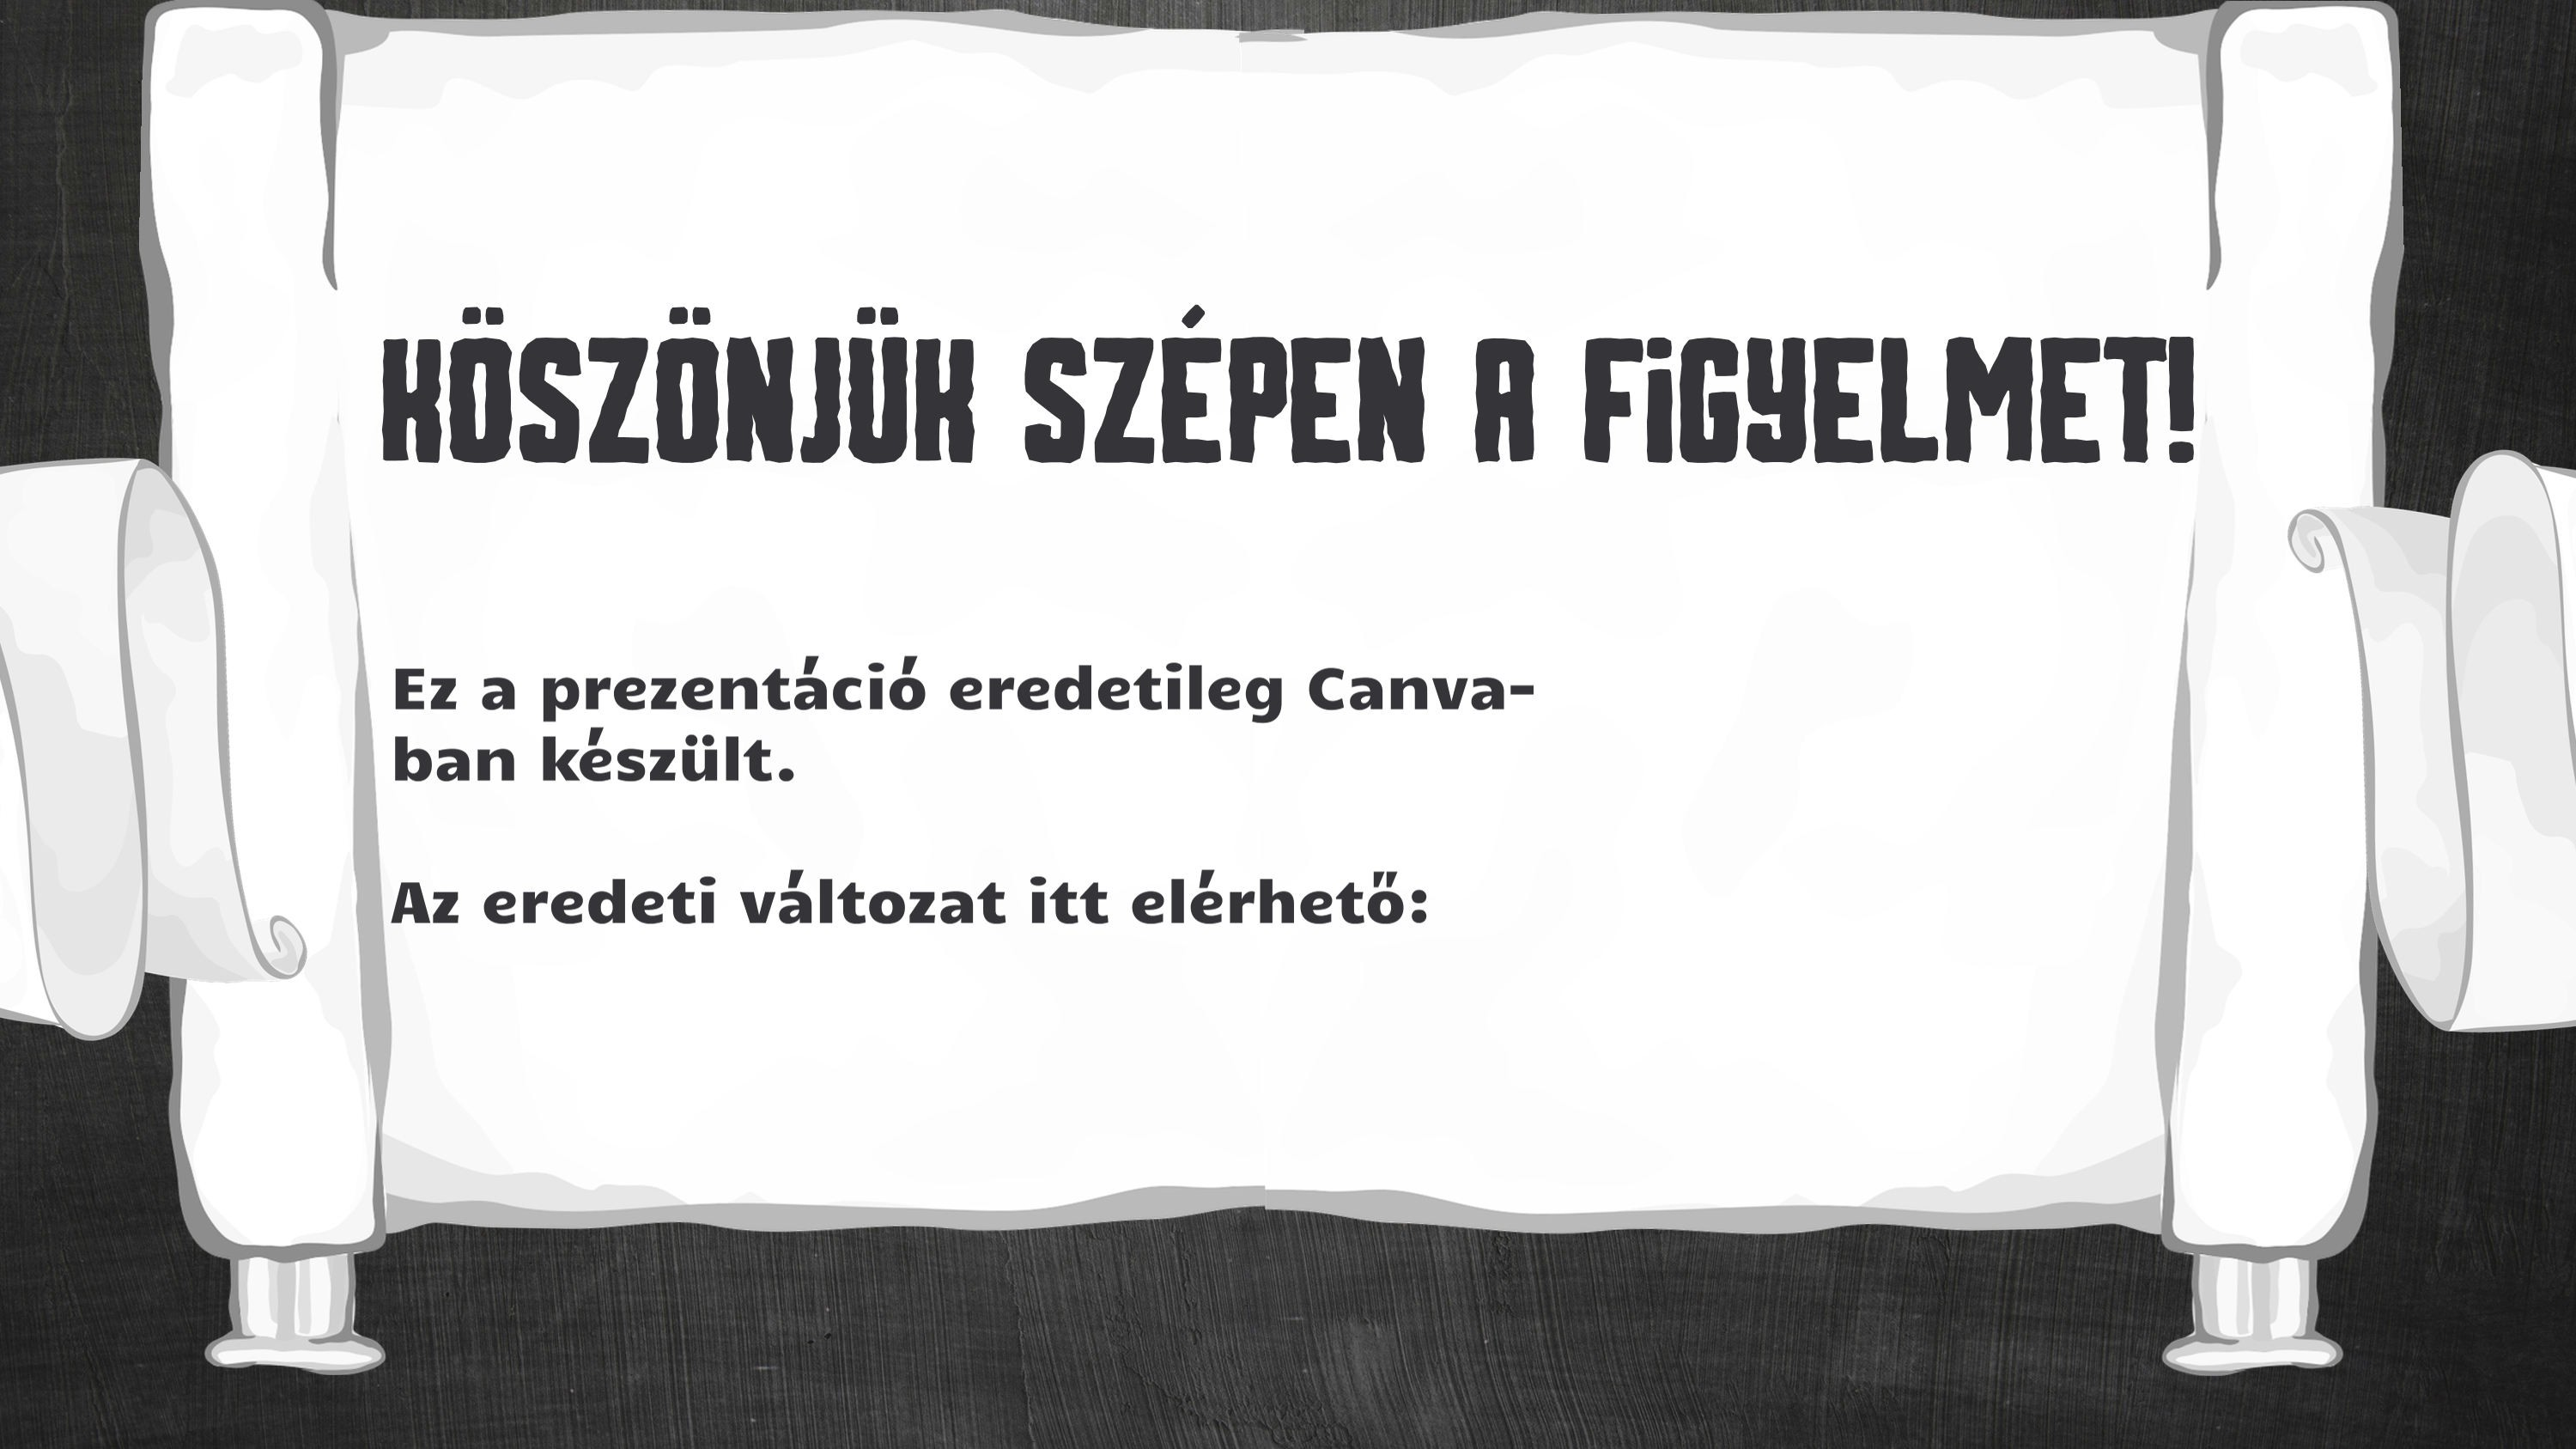 KÖSZÖNJÜK SZÉPEN A FiGYELMET!
Ez a prezentáció eredetileg Canva-
ban készült.
Az eredeti változat itt elérhető: